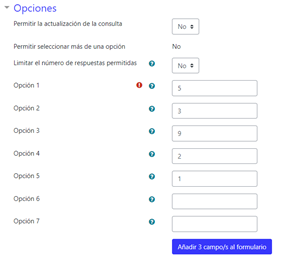 Opciones
Permitir la actualización de la consulta No
Permitir seleccionar más de una opción No
Limitar el número de respuestas permitidas No
Opción 1 5
Opción 2 3
Opción 3 9
Opción 4 2
Opción 5 1
Opción 6
Opción 7
Añadir 3 campo/s al formulario